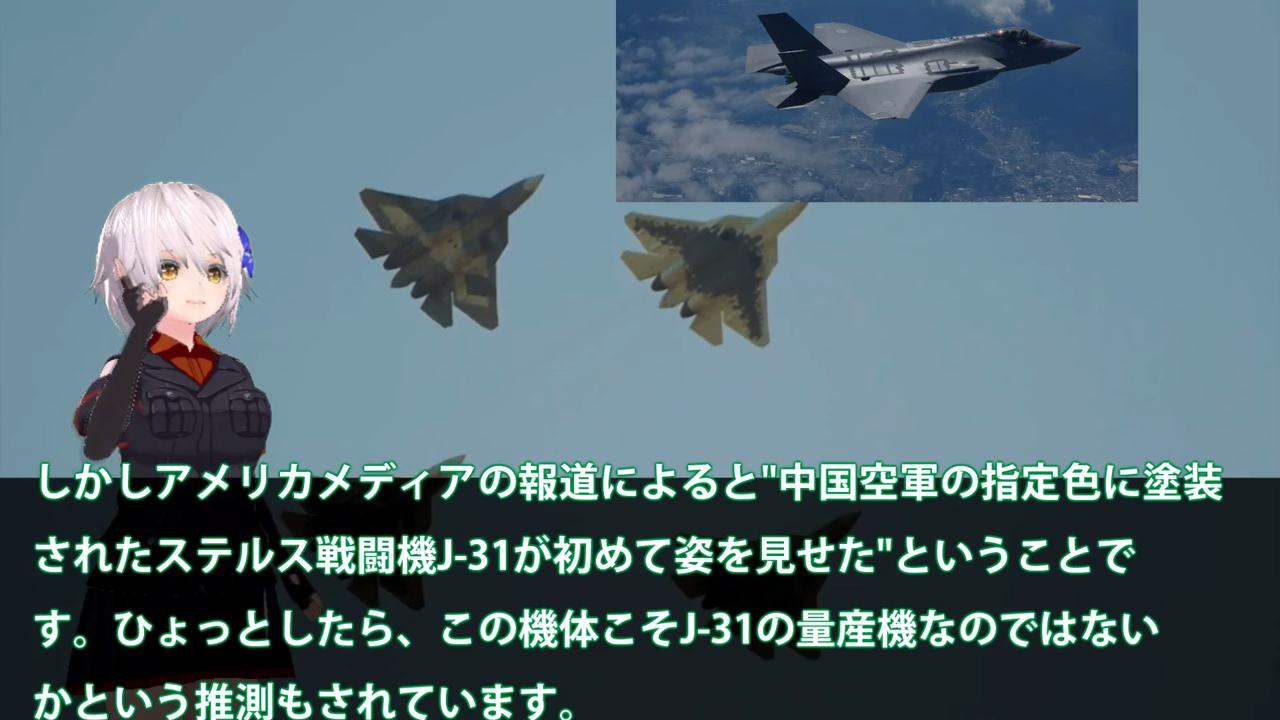 しかしアメリカメディアの報道によると"中国空軍の指定色に塗装
されたステルス戦闘機J-31が初めて姿を見せた"ということで
す。ひょっとしたら、この機体こそJ-31の量産機なのではない
かという推測もされています。